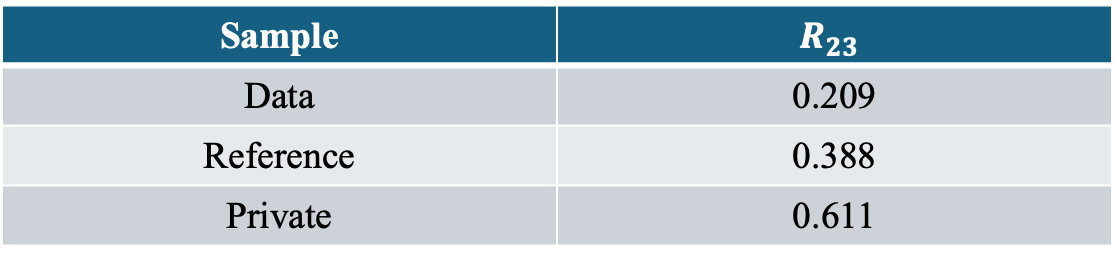 Sample R₂₃
Data 0.209
Reference 0.388
Private 0.611